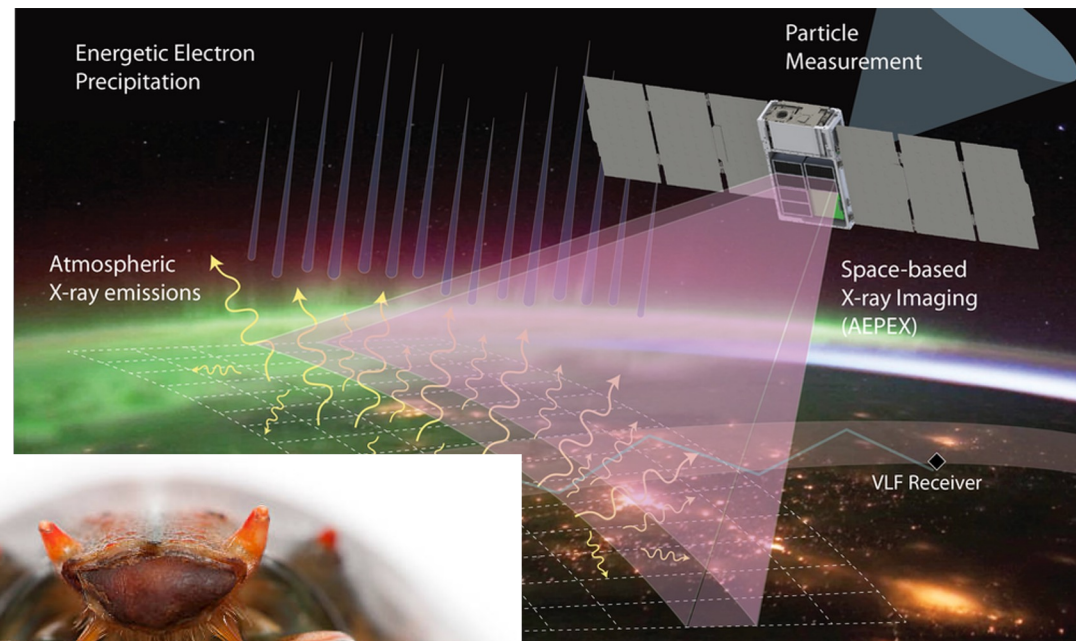 Energetic Electron
Precipitation
Particle
Measurement
Atmospheric
X-ray emissions
Space-based
X-ray Imaging
(AEPEX)
VLF Receiver